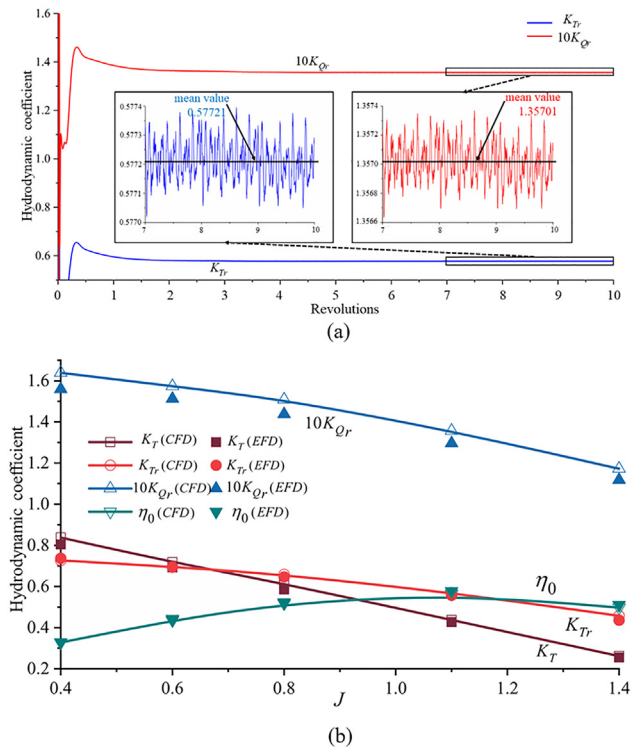 1.6
1.4
1.2
1.0
0.8
0.6
Hydrodynamic coefficient
K_Tr
10K_Qr
10K_Qr
mean value
0.57721
0.5774
0.5773
0.5772
0.5771
0.5770
7 8 9 10
mean value
1.35701
1.3574
1.3572
1.3570
1.3568
1.3566
7 8 9 10
K_Tr
0 1 2 3 4 5 6 7 8 9 10
Revolutions
(a)
1.6
1.4
1.2
1.0
0.8
0.6
0.4
0.2
Hydrodynamic coefficient
10K_Qr
K_T(CFD) K_T(EFD)
K_Tr(CFD) K_Tr(EFD)
10K_Qr(CFD) 10K_Qr(EFD)
η_0(CFD) η_0(EFD)
η_0
K_Tr
K_T
0.4 0.6 0.8 1.0 1.2 1.4
J
(b)